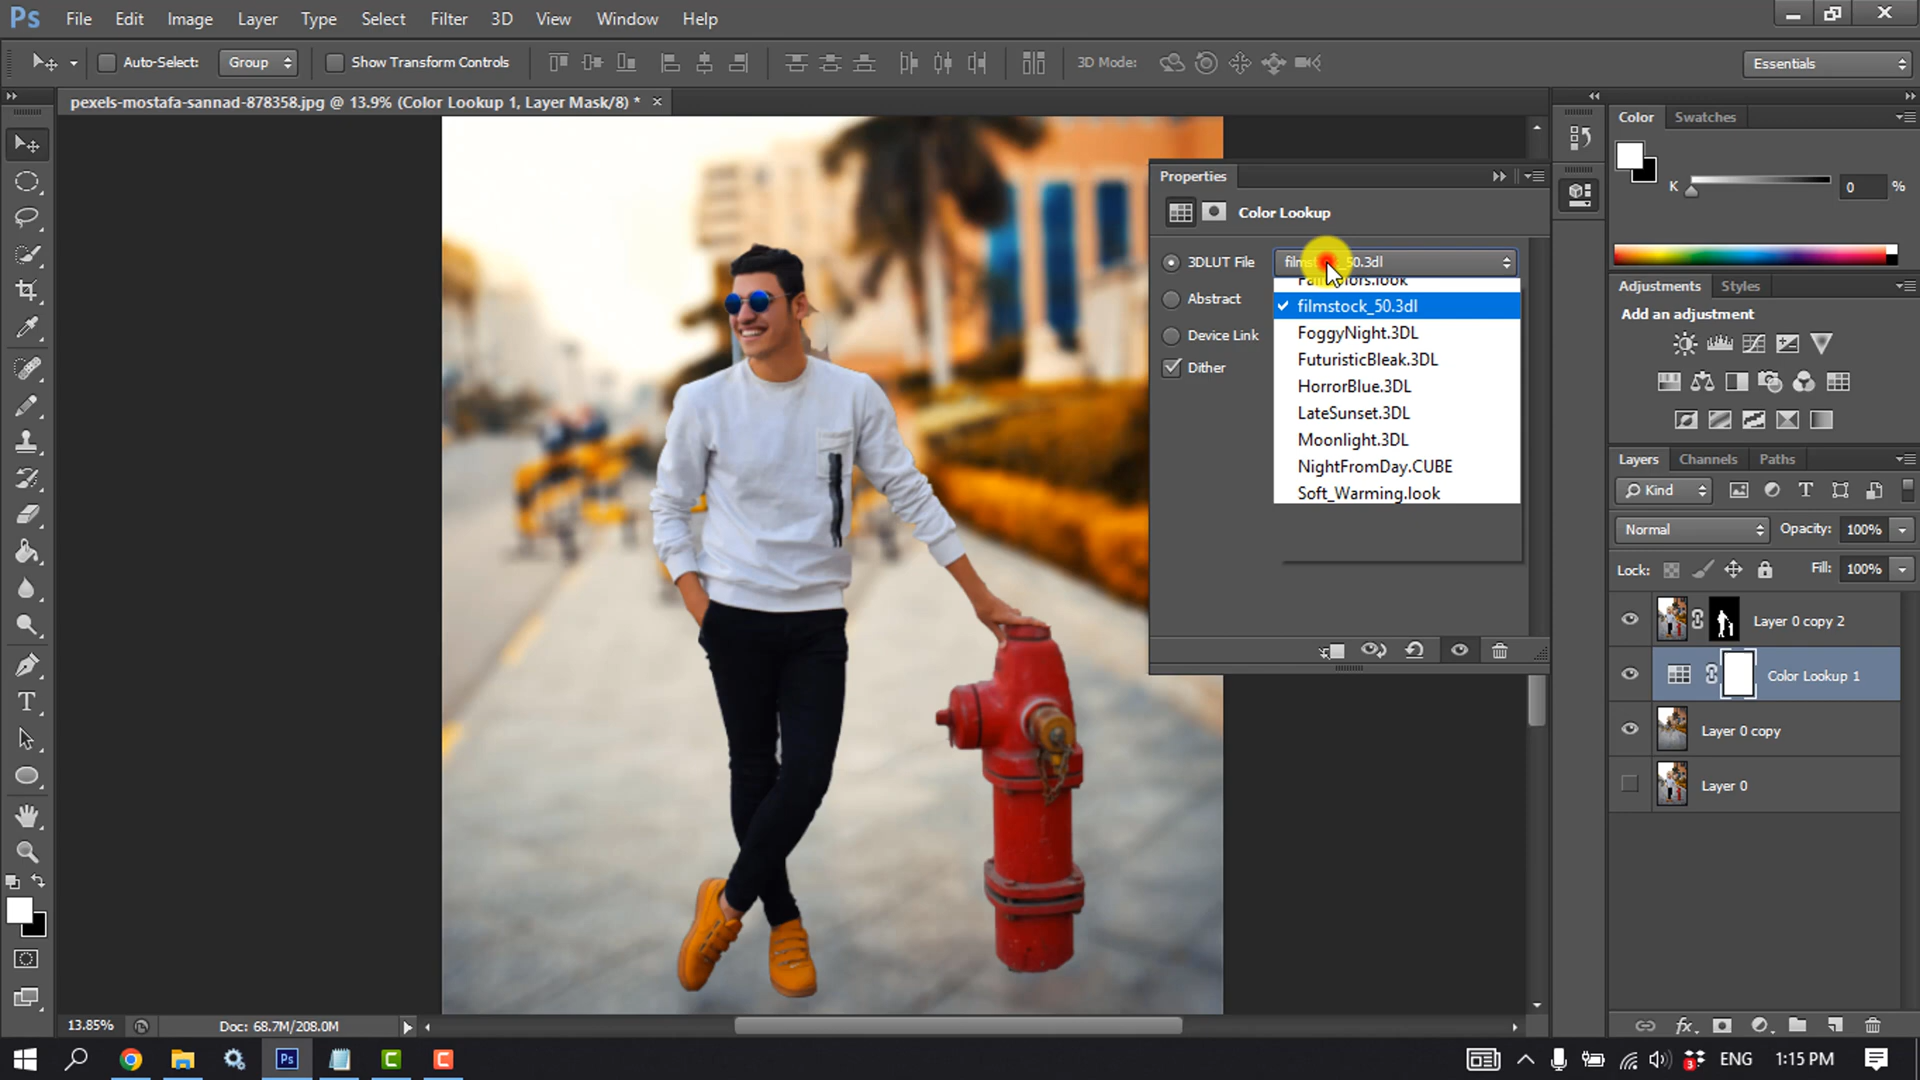 Ps File Edit Image Layer Type Select Filter 3D View Window Help
Auto-Select: Group Show Transform Controls 3D Mode: Essentials
pexels-mostafa-sannad-878358.jpg @ 13.9% (Color Lookup 1, Layer Mask/8) * ×
Color Swatches
K 0 %
Properties
Color Lookup
3DLUT File
Abstract
Device Link
Dither
filmstock_50.3dl
FoggyNight.3DL
FuturisticBleak.3DL
HorrorBlue.3DL
LateSunset.3DL
Moonlight.3DL
NightFromDay.CUBE
Soft_Warming.look
Adjustments Styles
Add an adjustment
Layers Channels Paths
Kind
Normal Opacity: 100%
Lock: Fill: 100%
Layer 0 copy 2
Color Lookup 1
Layer 0 copy
Layer 0
13.85% Doc: 68.7M/208.0M
Ps C C 3 ENG 1:15 PM